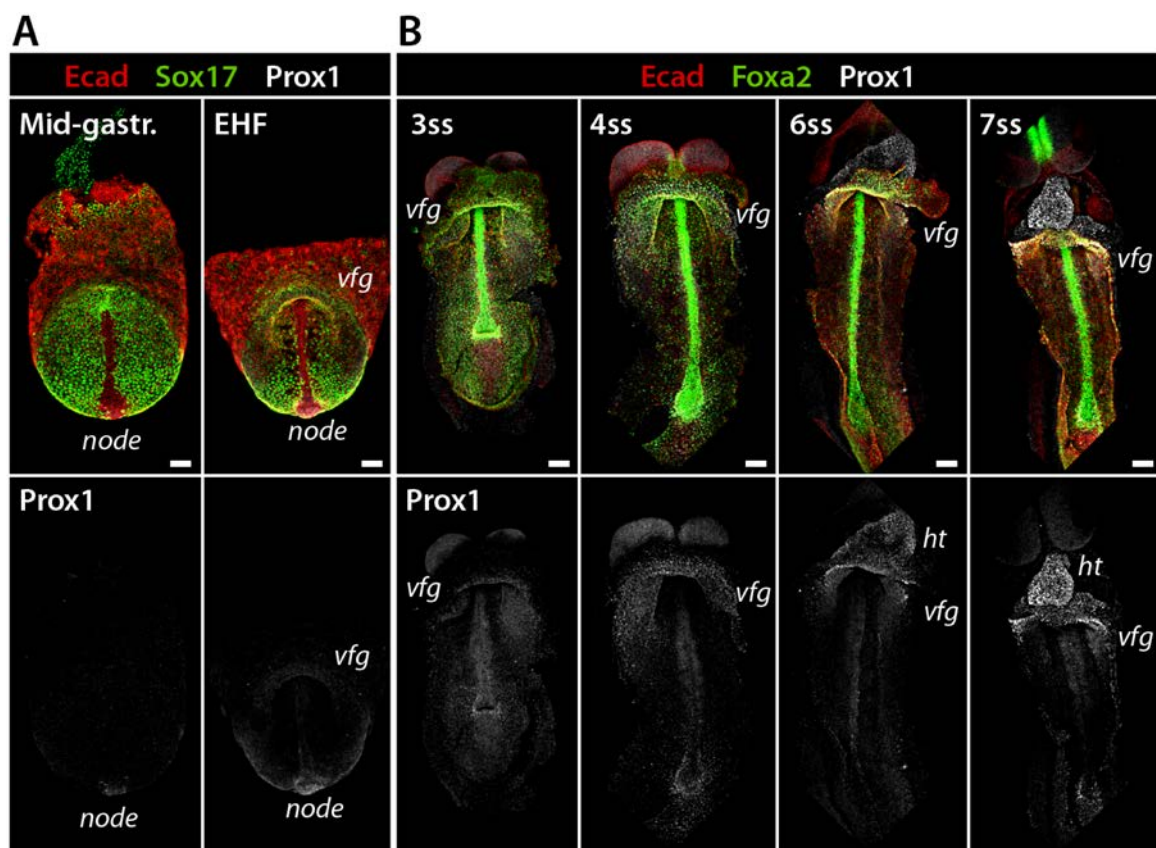 A
B
Ecad Sox17 Prox1
Ecad Foxa2 Prox1
Mid-gastr.
EHF
3ss
4ss
6ss
7ss
vfg
vfg
vfg
vfg
vfg
node
node
Prox1
Prox1
ht
ht
vfg
vfg
vfg
vfg
vfg
node
node